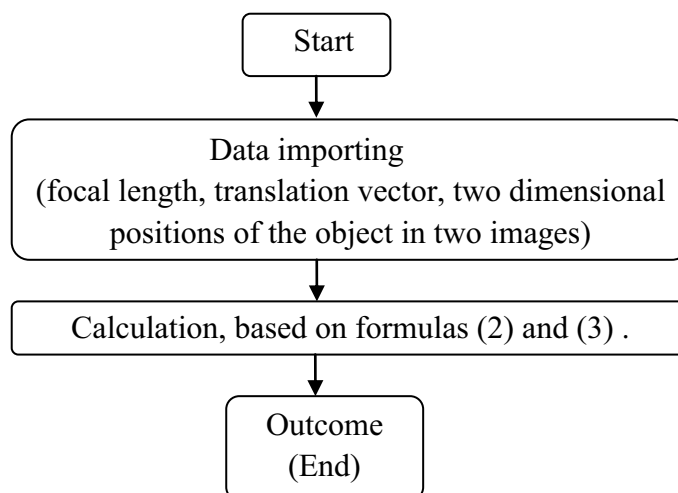 Start
Data importing
(focal length, translation vector, two dimensional
positions of the object in two images)
Calculation, based on formulas (2) and (3) .
Outcome
(End)